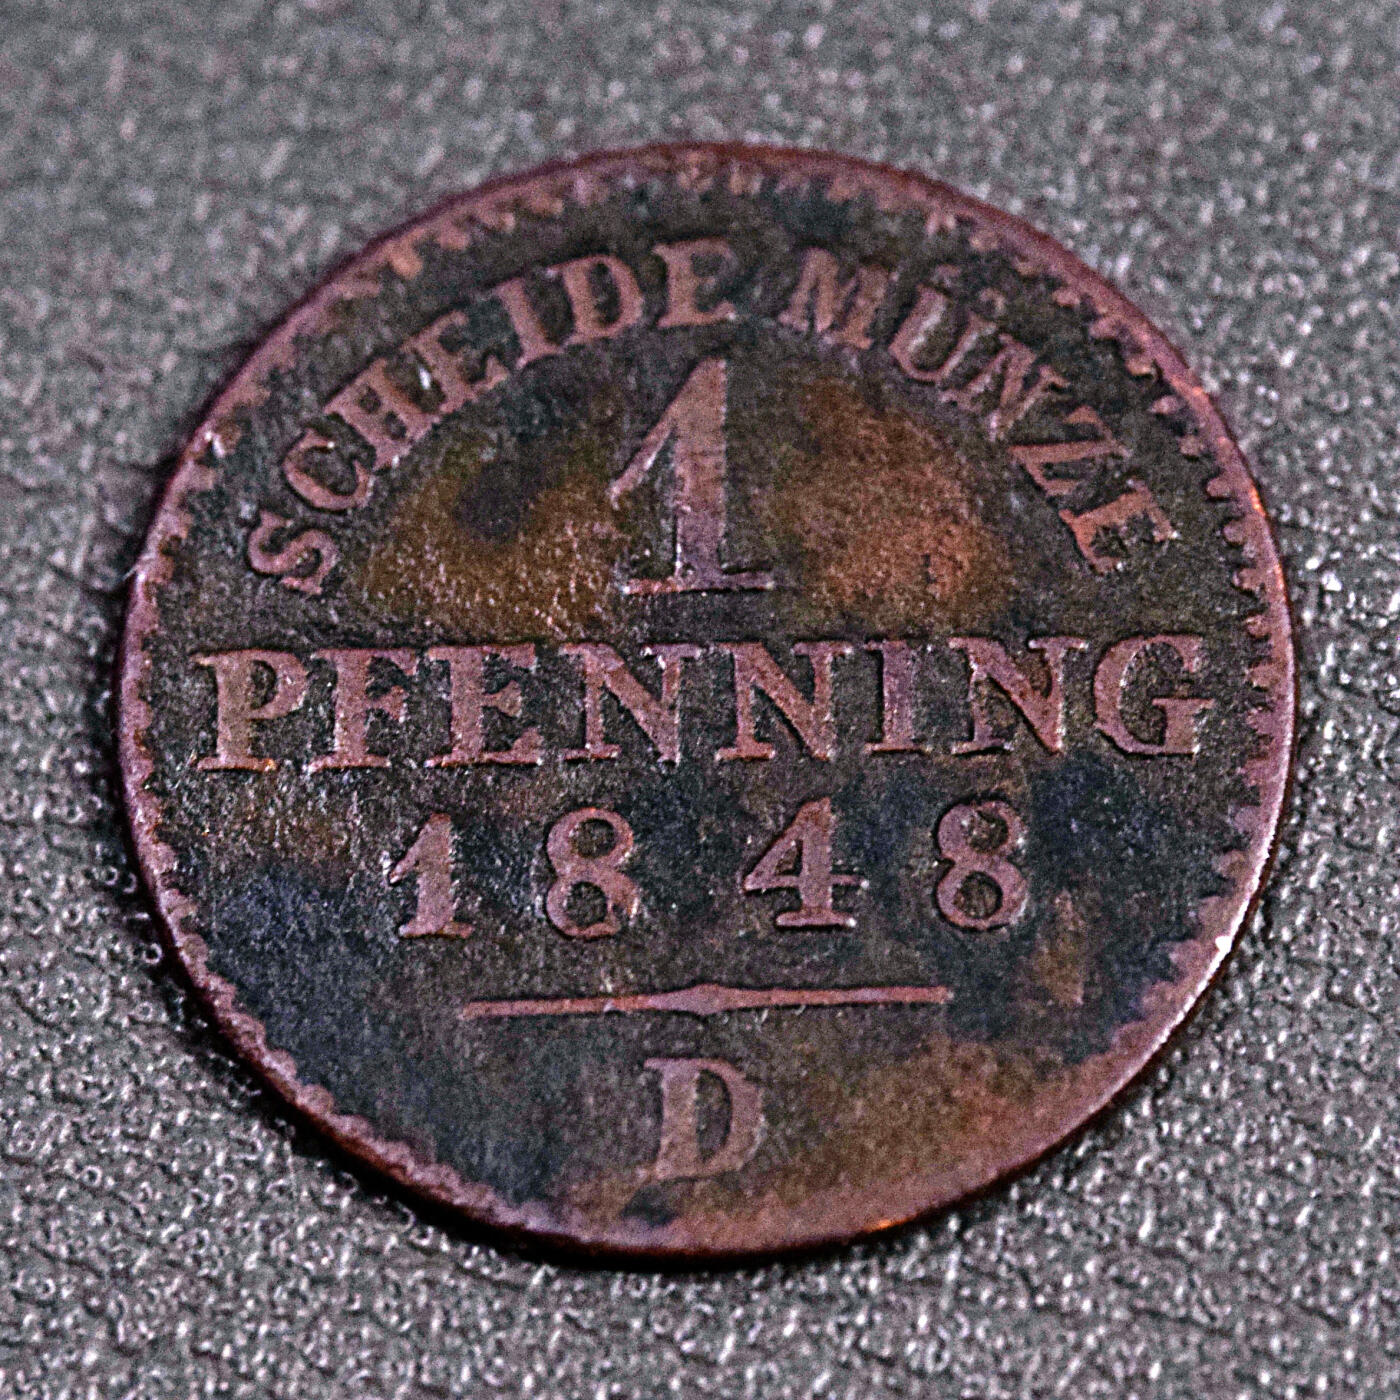 SCHEIDE MÜNZE
1
PFENNING
1848
D